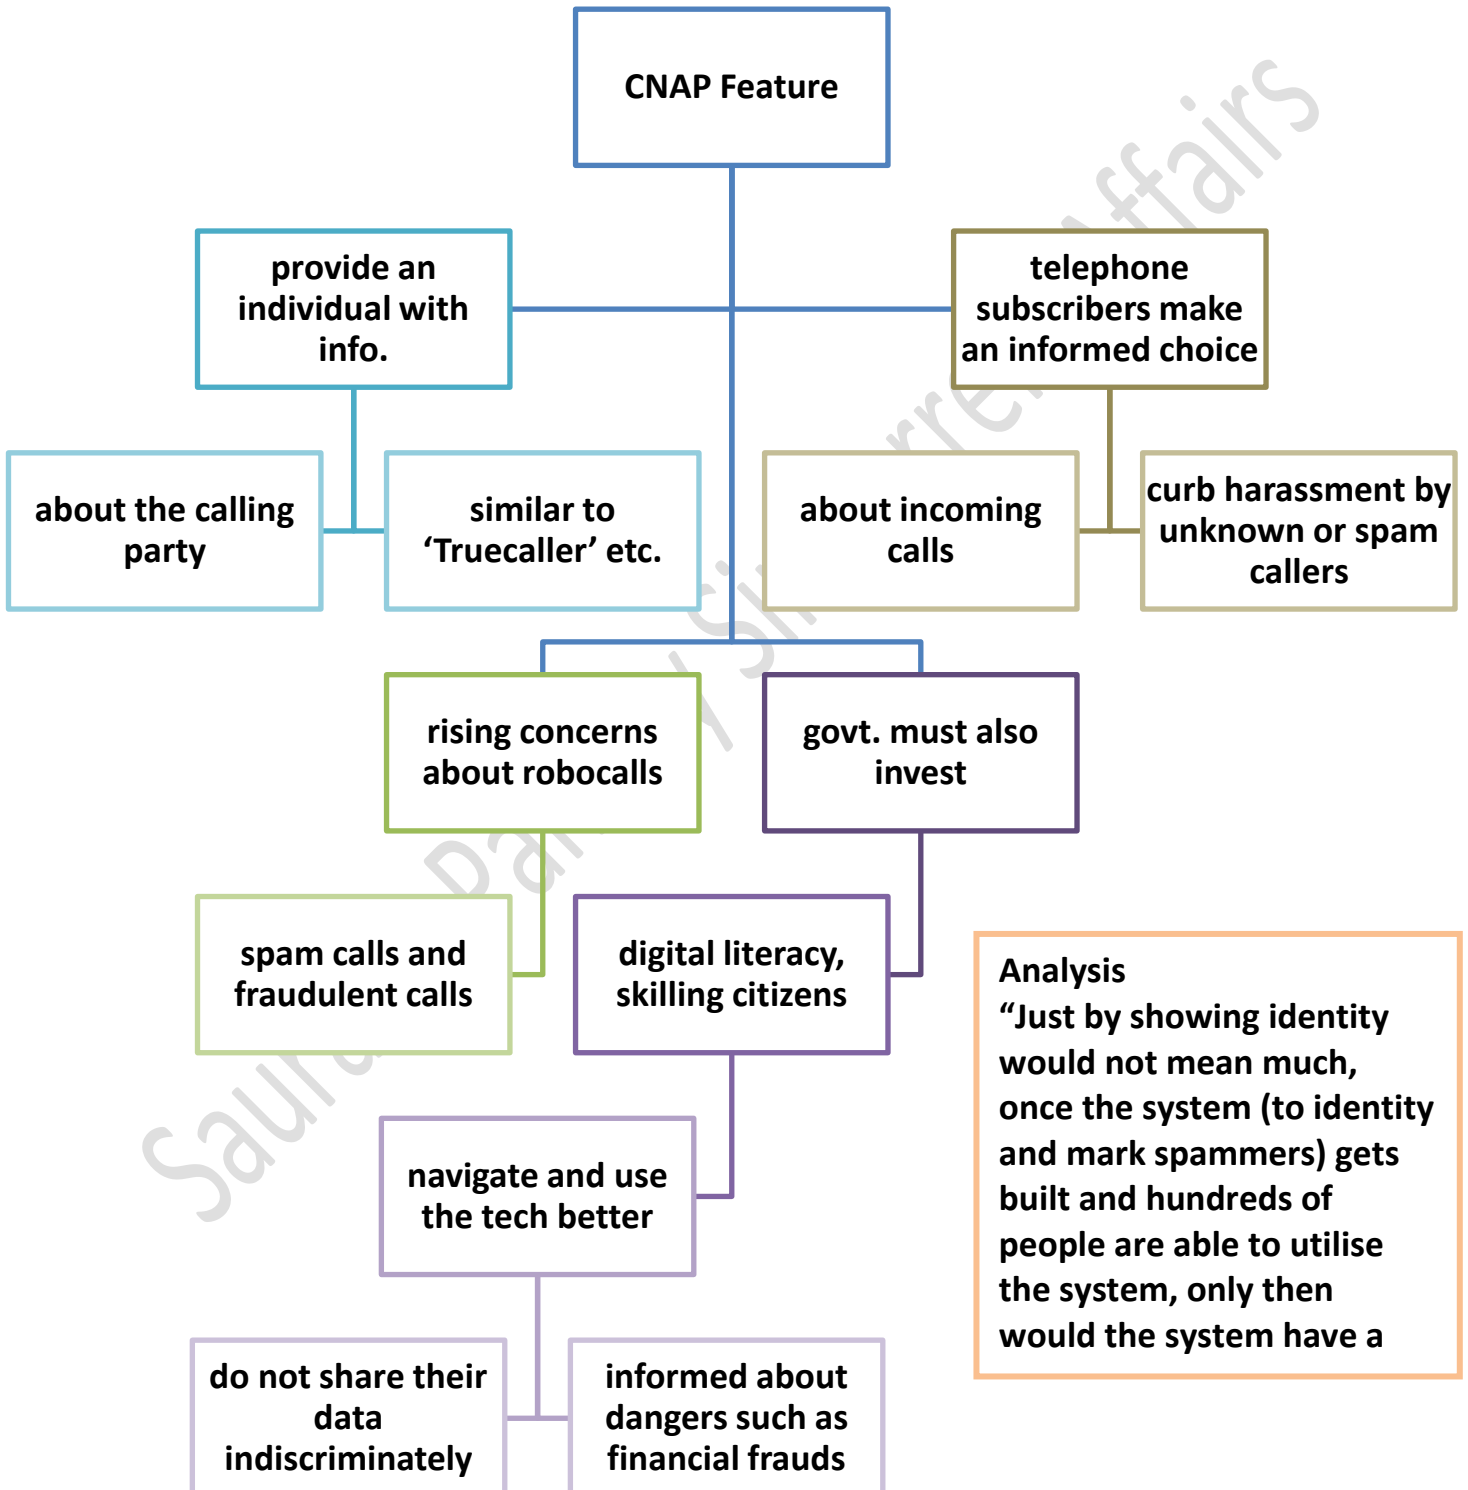 CNAP Feature
provide an
individual with
info.
telephone
subscribers make
an informed choice
about the calling
party
similar to
‘Truecaller’ etc.
about incoming
calls
curb harassment by
unknown or spam
callers
rising concerns
about robocalls
govt. must also
invest
spam calls and
fraudulent calls
digital literacy,
skilling citizens
navigate and use
the tech better
do not share their
data
indiscriminately
informed about
dangers such as
financial frauds
Analysis
“Just by showing identity
would not mean much,
once the system (to identity
and mark spammers) gets
built and hundreds of
people are able to utilise
the system, only then
would the system have a